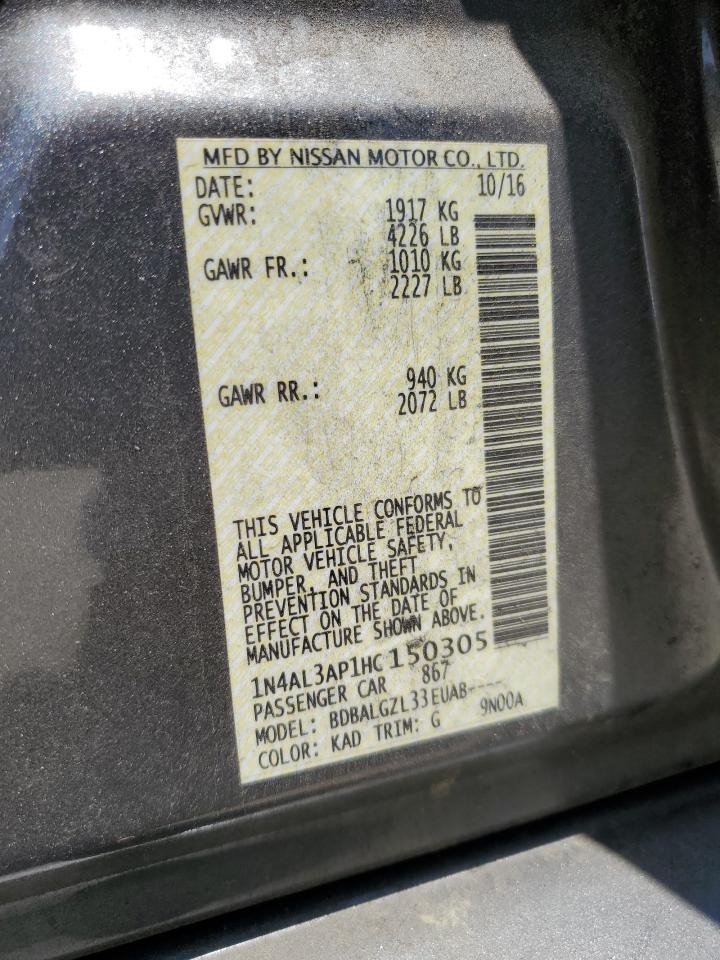 MFD BY NISSAN MOTOR CO., LTD.
DATE: 10/16
GVWR: 1917 KG
4226 LB
GAWR FR.: 1010 KG
2227 LB
GAWR RR.: 940 KG
2072 LB
THIS VEHICLE CONFORMS TO
ALL APPLICABLE FEDERAL
MOTOR VEHICLE SAFETY,
BUMPER, AND THEFT
PREVENTION STANDARDS IN
EFFECT ON THE DATE OF
MANUFACTURE SHOWN ABOVE.
1N4AL3AP1HC150305
PASSENGER CAR 867
MODEL: BDBALGZL33EUAB----
COLOR: KAD TRIM: G 9N00A